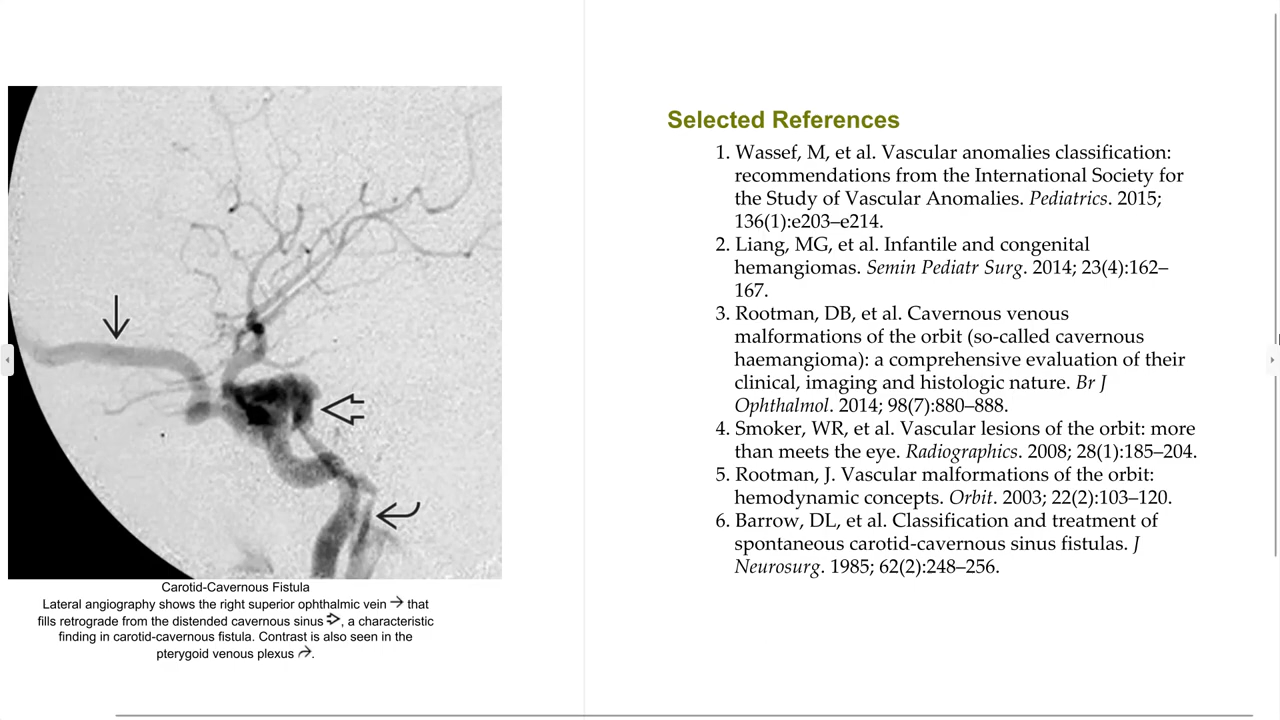 Carotid-Cavernous Fistula
Lateral angiography shows the right superior ophthalmic vein → that
fills retrograde from the distended cavernous sinus ⇨, a characteristic
finding in carotid-cavernous fistula. Contrast is also seen in the
pterygoid venous plexus ↷.
Selected References
1. Wassef, M, et al. Vascular anomalies classification:
recommendations from the International Society for
the Study of Vascular Anomalies. Pediatrics. 2015;
136(1):e203–e214.
2. Liang, MG, et al. Infantile and congenital
hemangiomas. Semin Pediatr Surg. 2014; 23(4):162–
167.
3. Rootman, DB, et al. Cavernous venous
malformations of the orbit (so-called cavernous
haemangioma): a comprehensive evaluation of their
clinical, imaging and histologic nature. Br J
Ophthalmol. 2014; 98(7):880–888.
4. Smoker, WR, et al. Vascular lesions of the orbit: more
than meets the eye. Radiographics. 2008; 28(1):185–204.
5. Rootman, J. Vascular malformations of the orbit:
hemodynamic concepts. Orbit. 2003; 22(2):103–120.
6. Barrow, DL, et al. Classification and treatment of
spontaneous carotid-cavernous sinus fistulas. J
Neurosurg. 1985; 62(2):248–256.